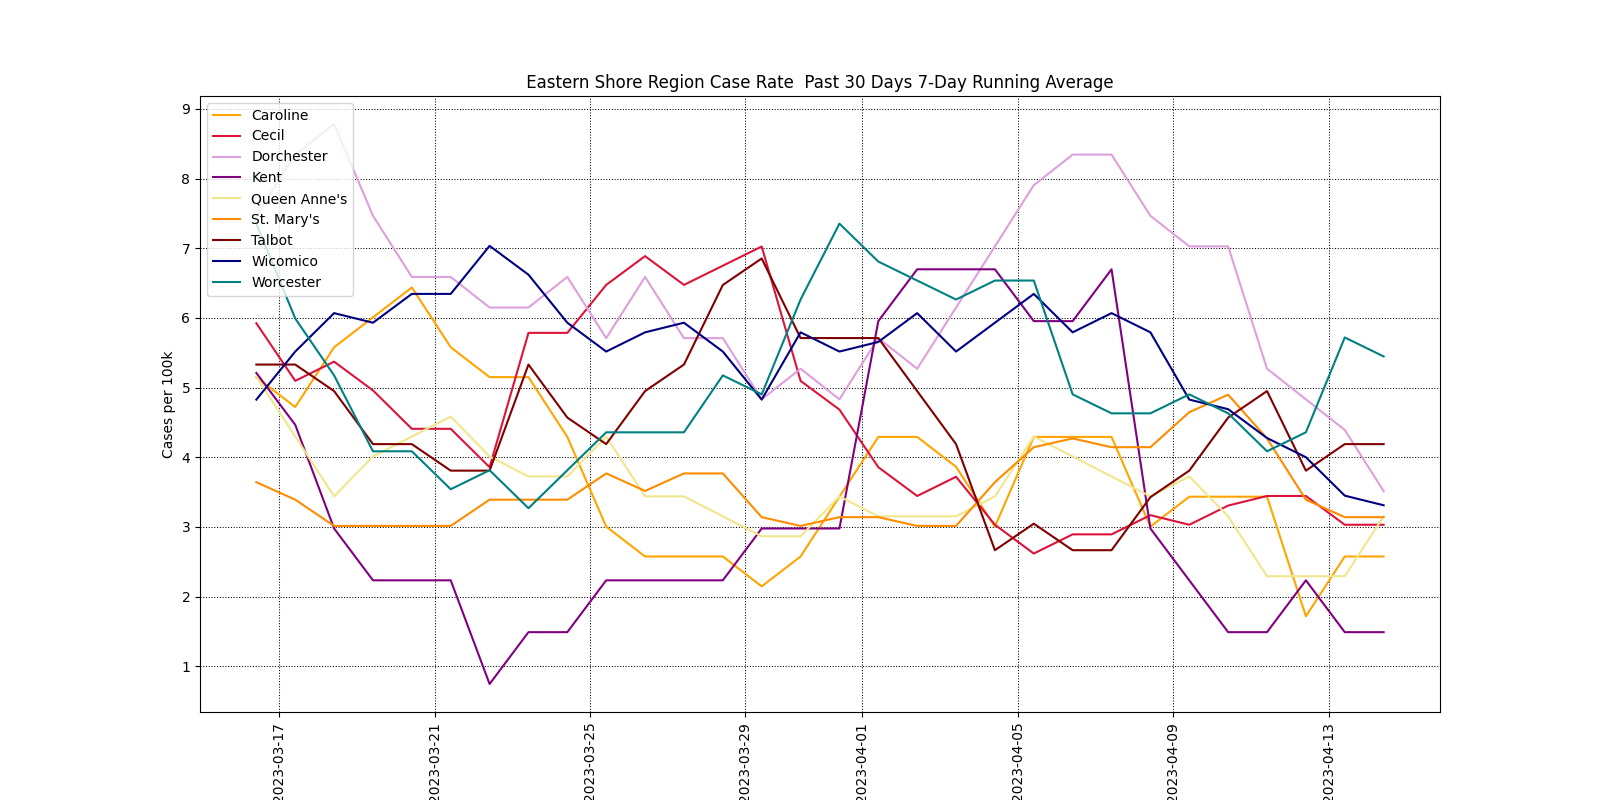 Eastern Shore Region Case Rate  Past 30 Days 7-Day Running Average
Cases per 100k
9
8
7
6
5
4
3
2
1
Caroline
Cecil
Dorchester
Kent
Queen Anne's
St. Mary's
Talbot
Wicomico
Worcester
2023-03-17
2023-03-21
2023-03-25
2023-03-29
2023-04-01
2023-04-05
2023-04-09
2023-04-13